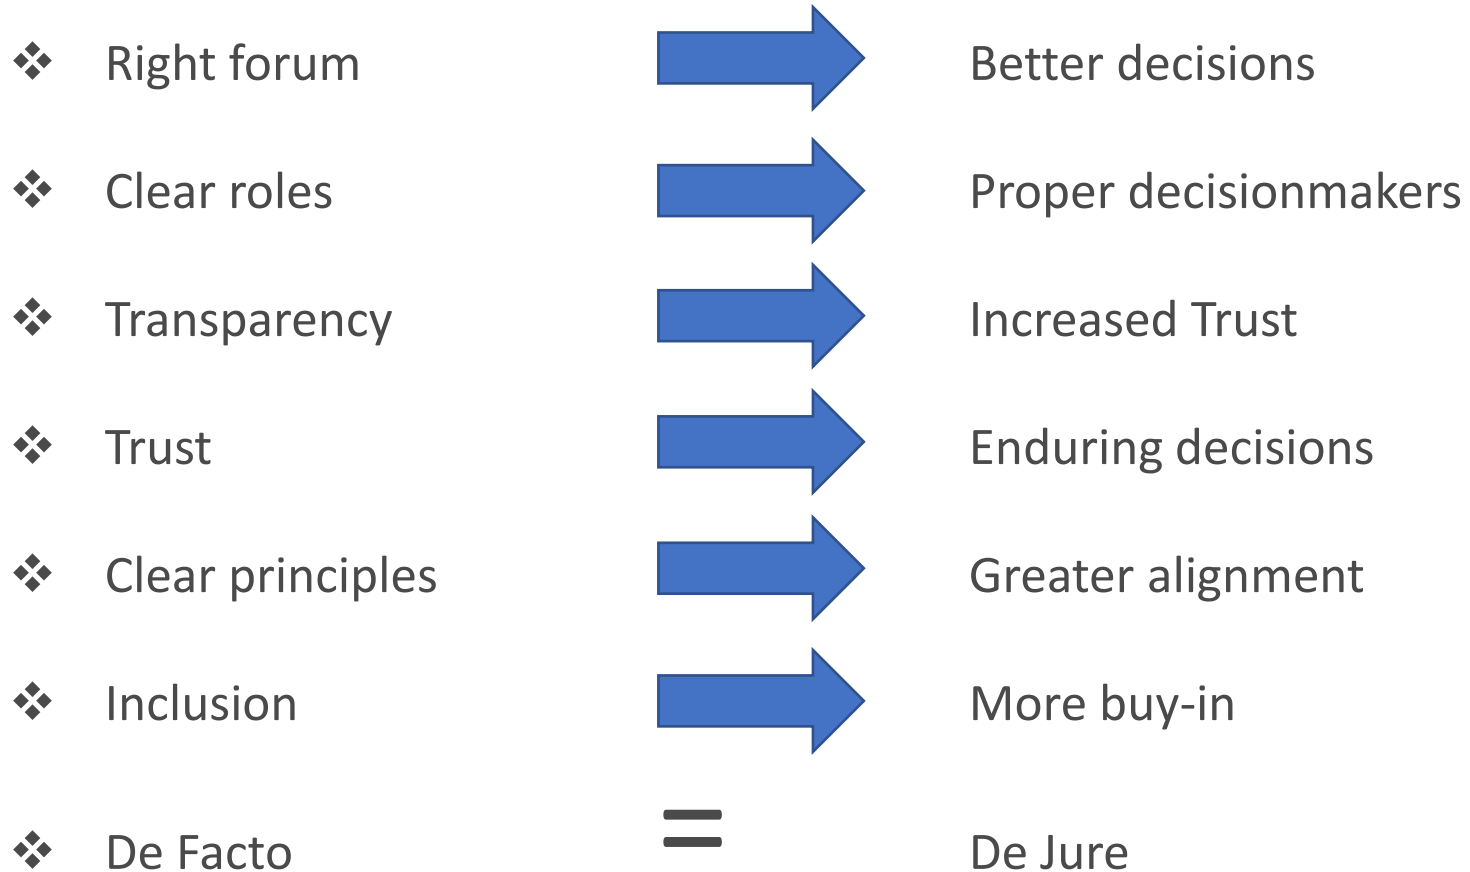 ❖ Right forum Better decisions
❖ Clear roles Proper decisionmakers
❖ Transparency Increased Trust
❖ Trust Enduring decisions
❖ Clear principles Greater alignment
❖ Inclusion More buy-in
❖ De Facto = De Jure